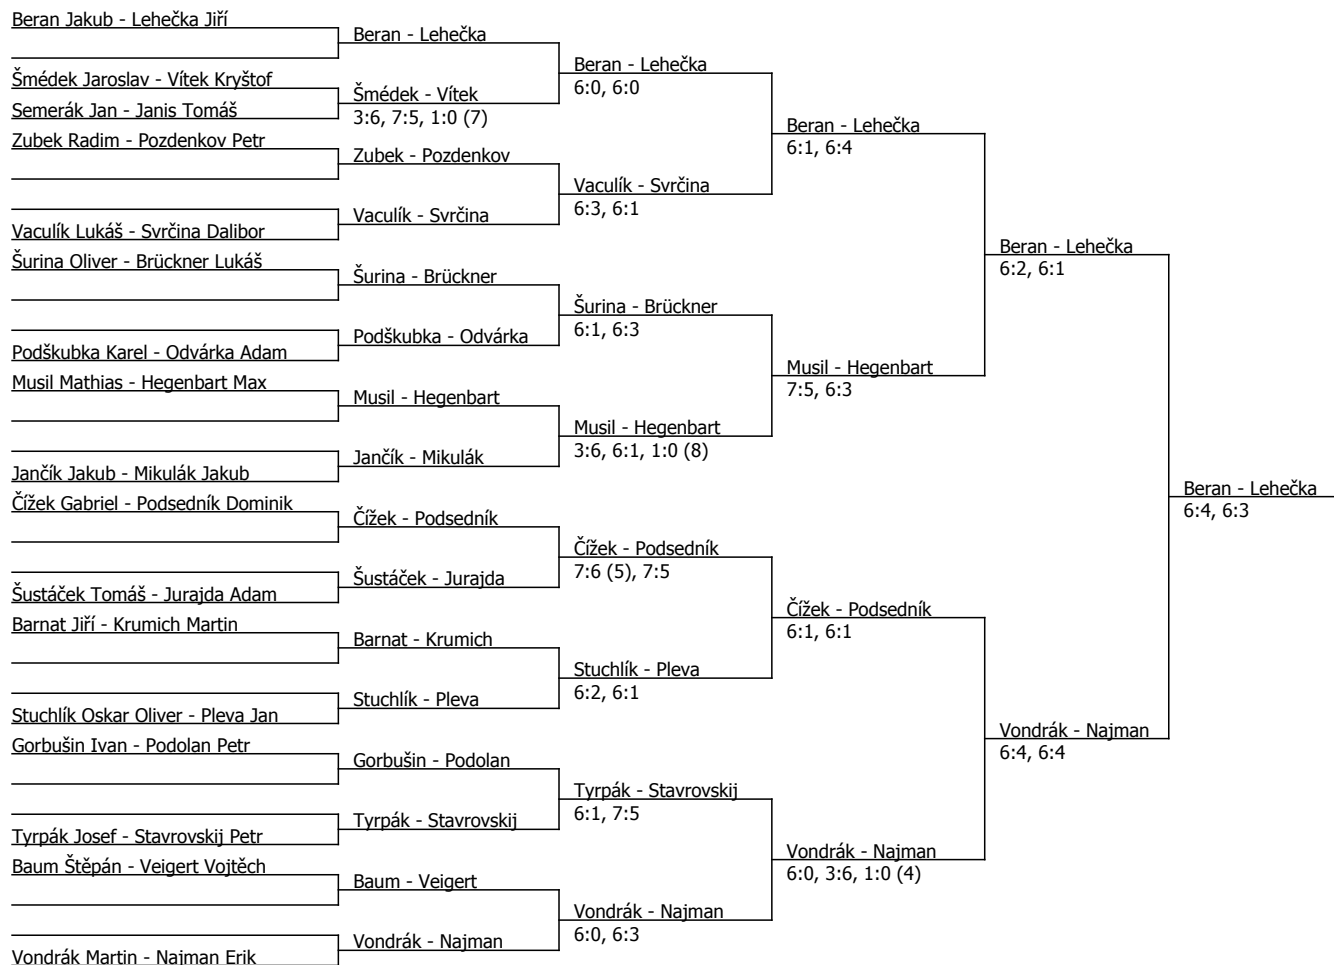 Beran Jakub - Lehečka Jiří
Beran - Lehečka
Beran - Lehečka
6:0, 6:0
Šmédek Jaroslav - Vítek Kryštof
Šmédek - Vítek
3:6, 7:5, 1:0 (7)
Semerák Jan - Janis Tomáš
Beran - Lehečka
6:1, 6:4
Zubek Radim - Pozdenkov Petr
Zubek - Pozdenkov
Vaculík - Svrčina
6:3, 6:1
Vaculík - Svrčina
Vaculík Lukáš - Svrčina Dalibor
Beran - Lehečka
6:2, 6:1
Šurina Oliver - Brückner Lukáš
Šurina - Brückner
Šurina - Brückner
6:1, 6:3
Podškubka - Odvárka
Podškubka Karel - Odvárka Adam
Musil - Hegenbart
7:5, 6:3
Musil Mathias - Hegenbart Max
Musil - Hegenbart
Musil - Hegenbart
3:6, 6:1, 1:0 (8)
Jančík - Mikulák
Jančík Jakub - Mikulák Jakub
Beran - Lehečka
6:4, 6:3
Čížek Gabriel - Podsedník Dominik
Čížek - Podsedník
Čížek - Podsedník
7:6 (5), 7:5
Šustáček - Jurajda
Šustáček Tomáš - Jurajda Adam
Čížek - Podsedník
6:1, 6:1
Barnat Jiří - Krumich Martin
Barnat - Krumich
Stuchlík - Pleva
6:2, 6:1
Stuchlík - Pleva
Stuchlík Oskar Oliver - Pleva Jan
Vondrák - Najman
6:4, 6:4
Gorbušin Ivan - Podolan Petr
Gorbušin - Podolan
Tyrpák - Stavrovskij
6:1, 7:5
Tyrpák - Stavrovskij
Tyrpák Josef - Stavrovskij Petr
Vondrák - Najman
6:0, 3:6, 1:0 (4)
Baum Štěpán - Veigert Vojtěch
Baum - Veigert
Vondrák - Najman
6:0, 6:3
Vondrák - Najman
Vondrák Martin - Najman Erik